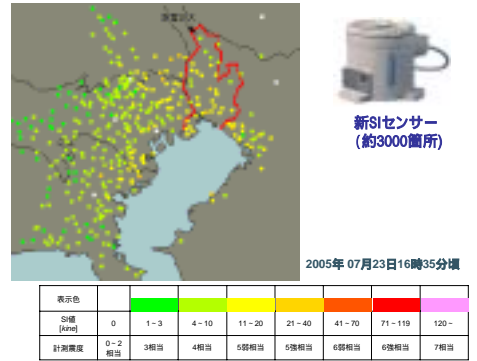 新SIセンサー
(約3000箇所)
2005年 07月23日16時35分頃
表示色
SI値
[kine]
0
1－3
4－10
11－20
21－40
41－70
71－119
120－
計測震度
0－2
相当
3相当
4相当
5弱相当
5強相当
6弱相当
6強相当
7相当